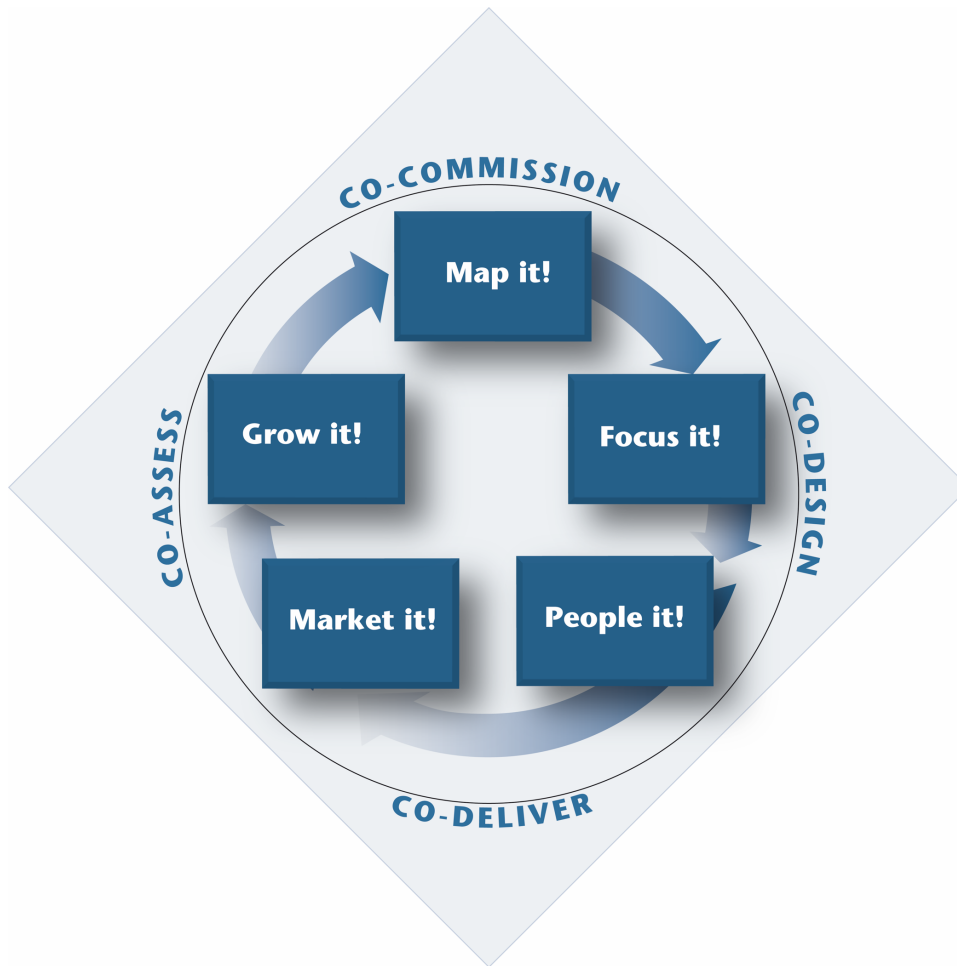 CO-COMMISSION
Map it!
Focus it!
CO-DESIGN
People it!
CO-DELIVER
Market it!
Grow it!
CO-ASSESS